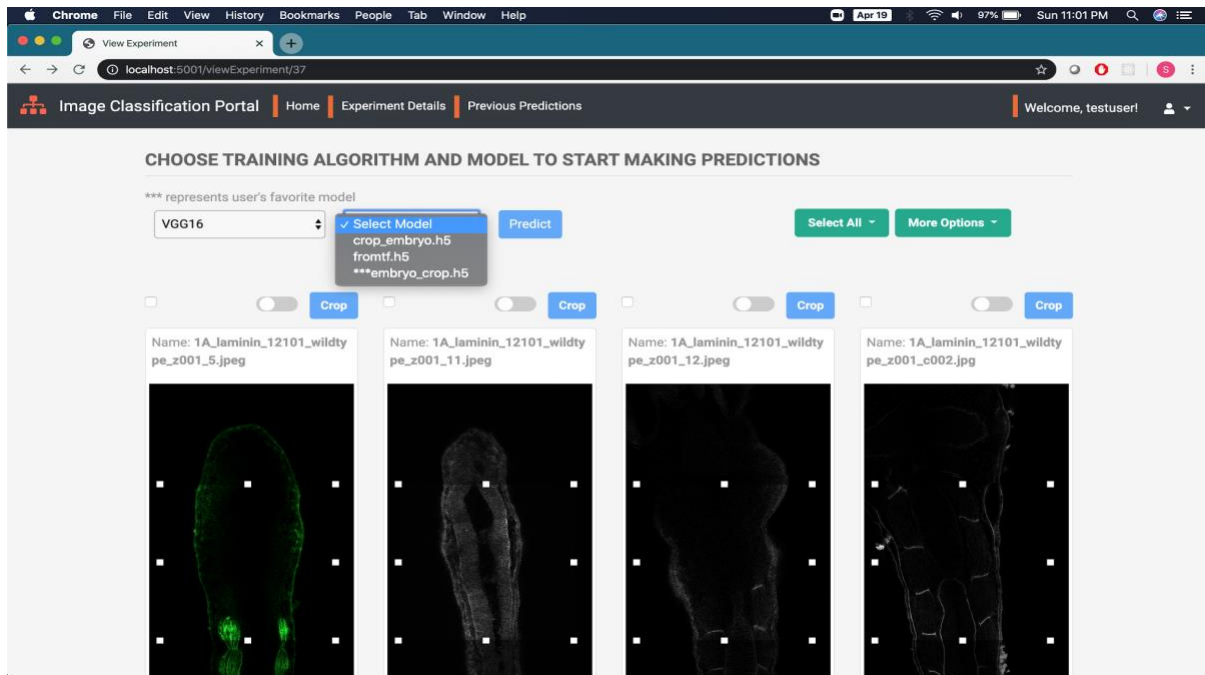 Chrome File Edit View History Bookmarks People Tab Window Help Apr 19 97% Sun 11:01 PM
View Experiment × +
localhost:5001/viewExperiment/37 S
Image Classification Portal Home Experiment Details Previous Predictions Welcome, testuser!
CHOOSE TRAINING ALGORITHM AND MODEL TO START MAKING PREDICTIONS
*** represents user's favorite model
VGG16 ✓ Select Model Predict Select All More Options
crop_embryo.h5
fromtf.h5
***embryo_crop.h5
Crop Crop Crop Crop
Name: 1A_laminin_12101_wildty Name: 1A_laminin_12101_wildty Name: 1A_laminin_12101_wildty Name: 1A_laminin_12101_wildty
pe_z001_5.jpeg pe_z001_11.jpeg pe_z001_12.jpeg pe_z001_c002.jpg